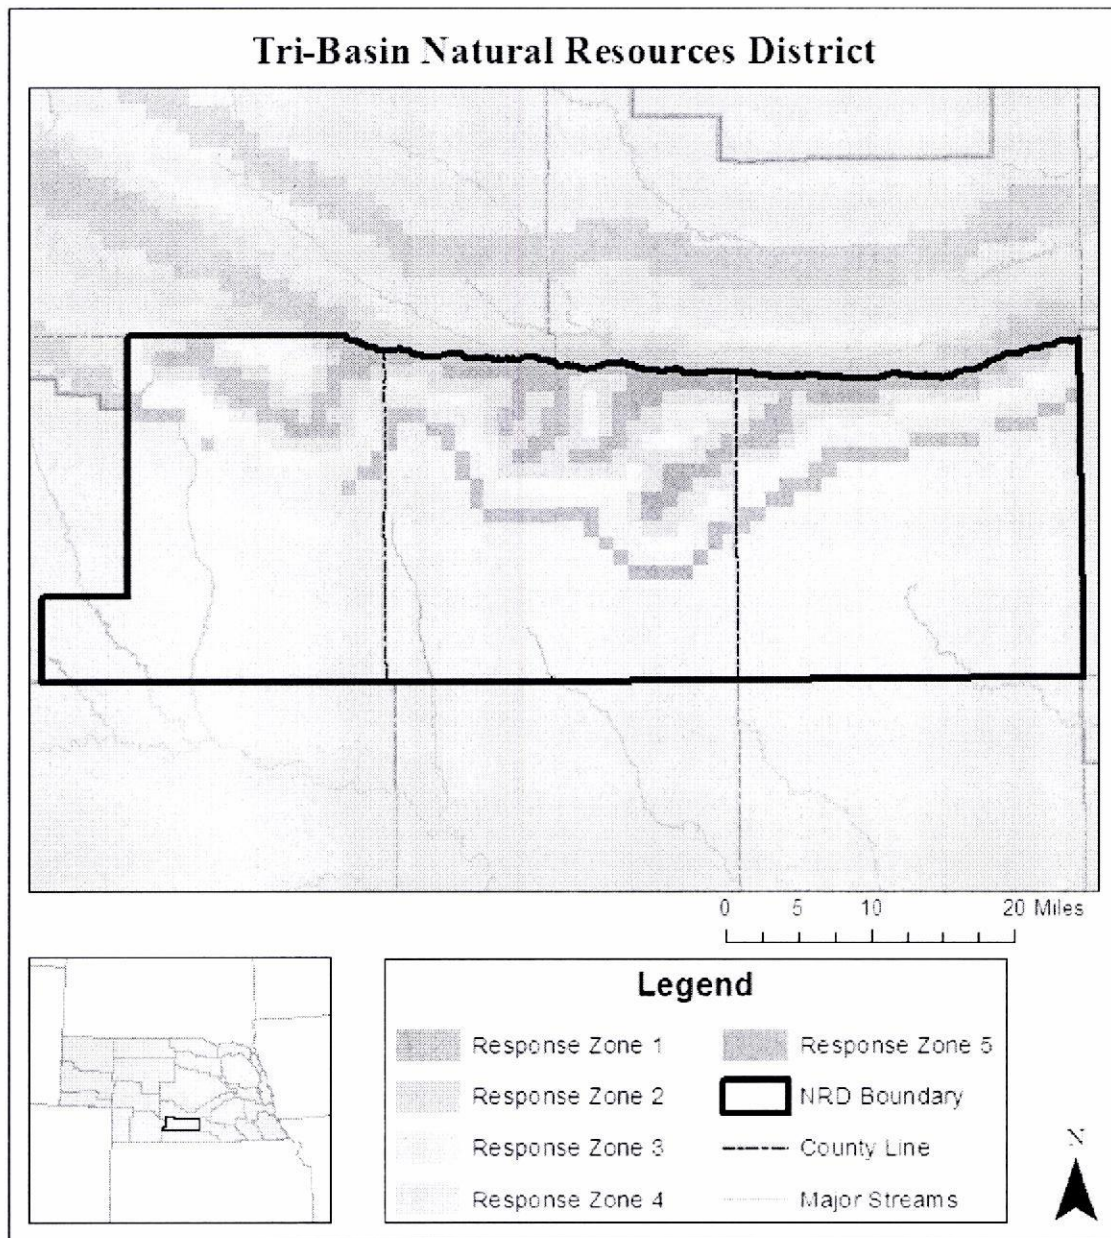 Tri-Basin Natural Resources District
0 5 10 20 Miles
Legend
Response Zone 1
Response Zone 2
Response Zone 3
Response Zone 4
Response Zone 5
NRD Boundary
County Line
Major Streams
N